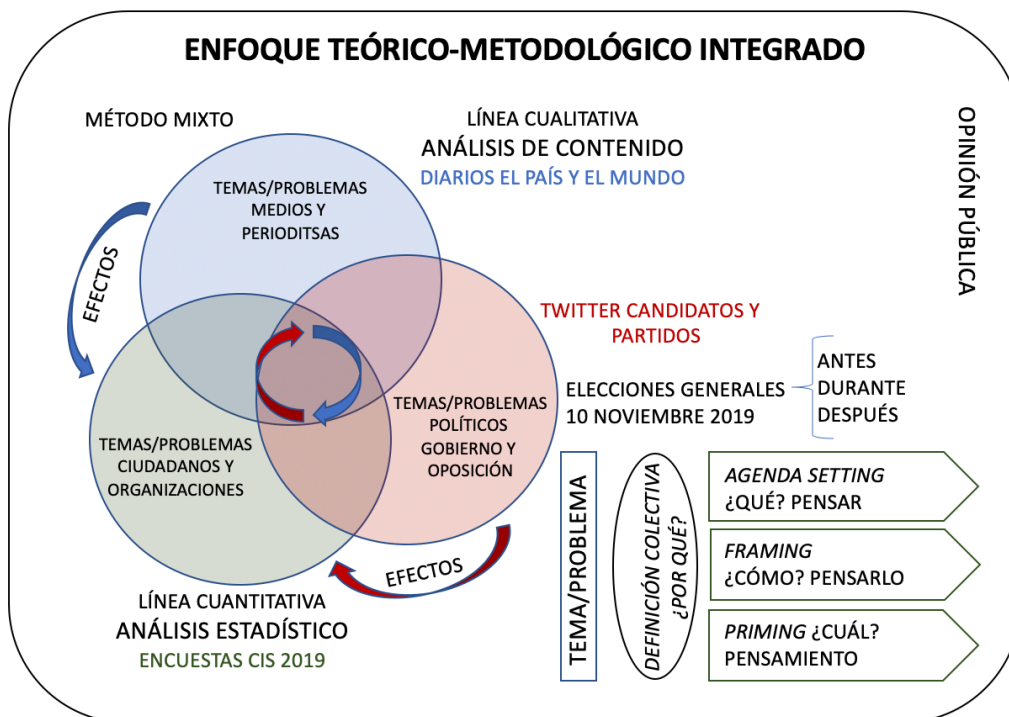 ENFOQUE TEÓRICO-METODOLÓGICO INTEGRADO
MÉTODO MIXTO
LÍNEA CUALITATIVA
ANÁLISIS DE CONTENIDO
DIARIOS EL PAÍS Y EL MUNDO
OPINIÓN PÚBLICA
TEMAS/PROBLEMAS
MEDIOS Y
PERIODITSAS
EFECTOS
TWITTER CANDIDATOS Y
PARTIDOS
ELECCIONES GENERALES
10 NOVIEMBRE 2019
ANTES
DURANTE
DESPUÉS
TEMAS/PROBLEMAS
POLÍTICOS
GOBIERNO Y
OPOSICIÓN
TEMAS/PROBLEMAS
CIUDADANOS Y
ORGANIZACIONES
EFECTOS
LÍNEA CUANTITATIVA
ANÁLISIS ESTADÍSTICO
ENCUESTAS CIS 2019
TEMA/PROBLEMA
DEFINICIÓN COLECTIVA
¿POR QUÉ?
AGENDA SETTING
¿QUÉ? PENSAR
FRAMING
¿CÓMO? PENSARLO
PRIMING ¿CUÁL?
PENSAMIENTO